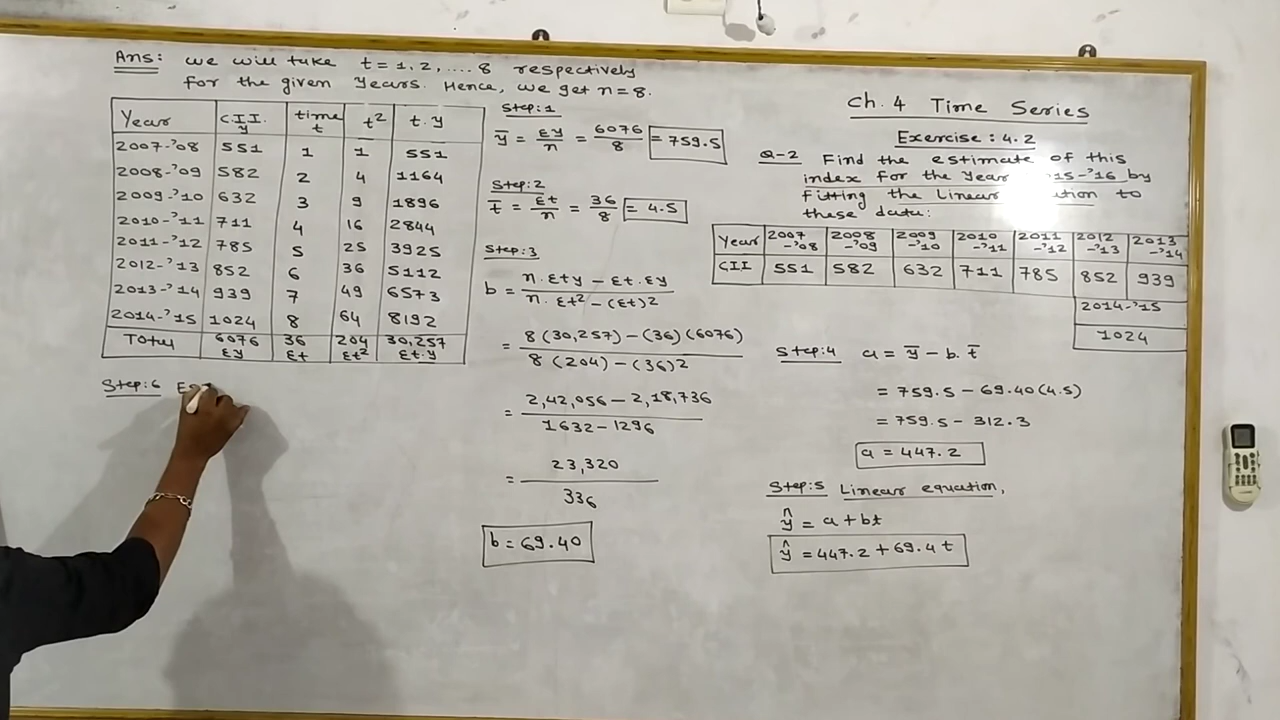 Ans: we will take t = 1, 2, .... 8 respectively
for the given years. Hence, we get n = 8.
Year C.I.I. y time t t² t.y
2007-'08 551 1 1 551
2008-'09 582 2 4 1164
2009-'10 632 3 9 1896
2010-'11 711 4 16 2844
2011-'12 785 5 25 3925
2012-'13 852 6 36 5112
2013-'14 939 7 49 6573
2014-'15 1024 8 64 8192
Total 6076 Σy 36 Σt 204 Σt² 30,257 Σt.y
Step:6
Step:1
ȳ = Σy/n = 6076/8 = 759.5
Step:2
t̄ = Σt/n = 36/8 = 4.5
Step:3
b = n.Σty – Σt.Σy / n.Σt² – (Σt)²
= 8(30,257) – (36)(6076) / 8(204) – (36)²
= 2,42,056 – 2,18,736 / 1632 – 1296
= 23,320 / 336
b = 69.40
Ch. 4 Time Series
Exercise: 4.2
Q-2 Find the estimate of this
index for the year 15-'16 by
fitting the linear to
these data:
Year 2007-'08 2008-'09 2009-'10 2010-'11 2011-'12 2012-'13 2013-'14
CII 551 582 632 711 785 852 939
2014-'15
1024
Step:4 a = ȳ – b.t̄
= 759.5 – 69.40(4.5)
= 759.5 – 312.3
a = 447.2
Step:5 Linear equation,
ŷ = a + bt
ŷ = 447.2 + 69.4 t